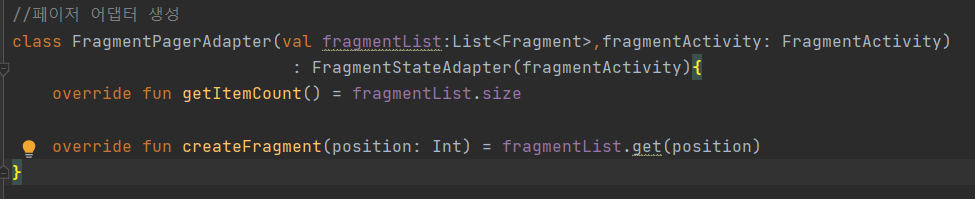 //페이저 어댑터 생성
class FragmentPagerAdapter(val fragmentList:List<Fragment>,fragmentActivity: FragmentActivity)
: FragmentStateAdapter(fragmentActivity){
override fun getItemCount() = fragmentList.size
override fun createFragment(position: Int) = fragmentList.get(position)
}